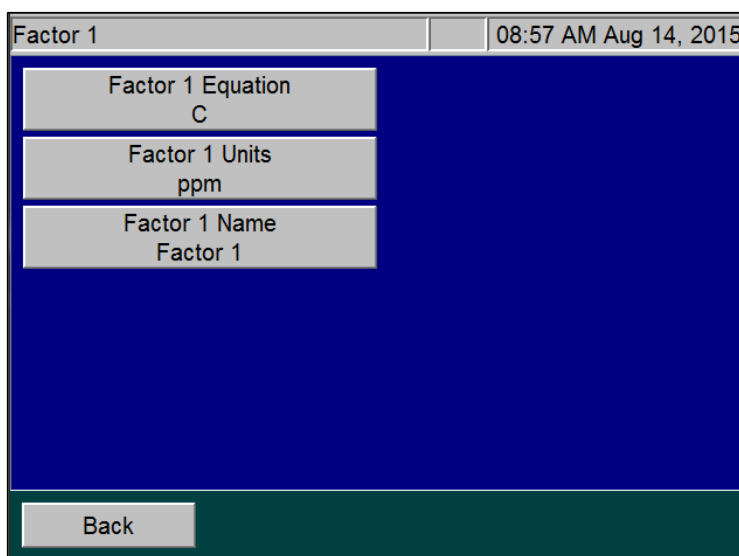 Factor 1
08:57 AM Aug 14, 2015
Factor 1 Equation
C
Factor 1 Units
ppm
Factor 1 Name
Factor 1
Back